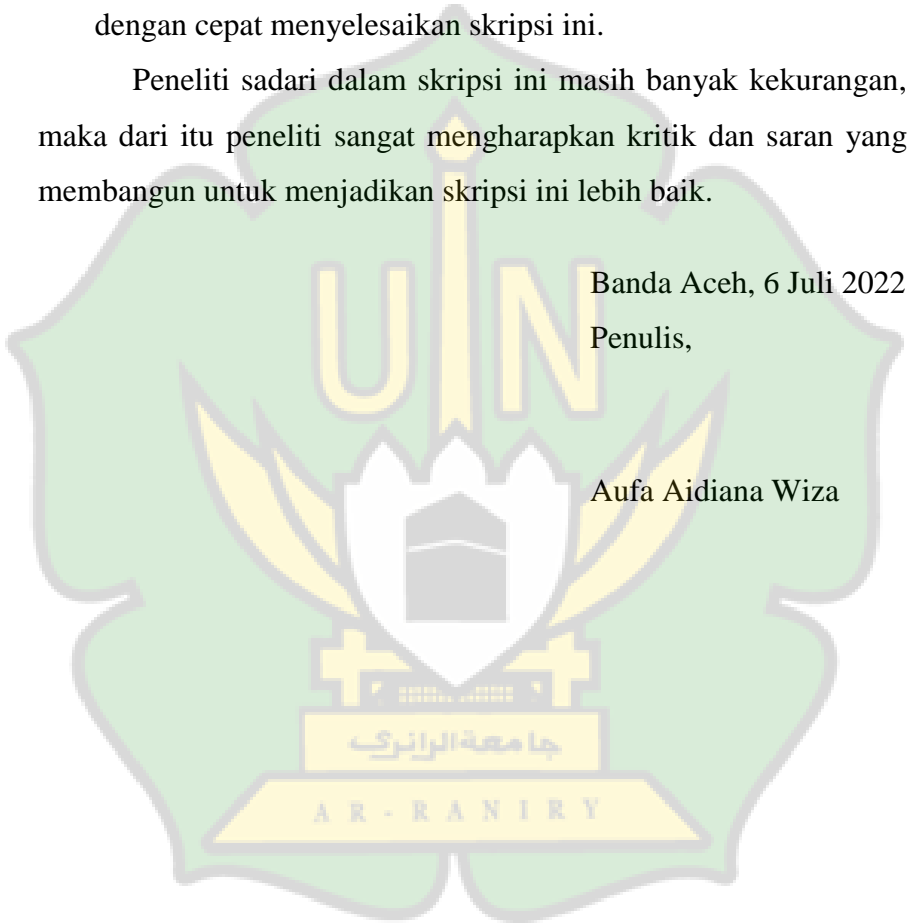 dengan cepat menyelesaikan skripsi ini.
Peneliti sadari dalam skripsi ini masih banyak kekurangan,
maka dari itu peneliti sangat mengharapkan kritik dan saran yang
membangun untuk menjadikan skripsi ini lebih baik.
Banda Aceh, 6 Juli 2022
Penulis,
UIN
Aufa Aidiana Wiza
جامعة الرانري
AR-RANIRY